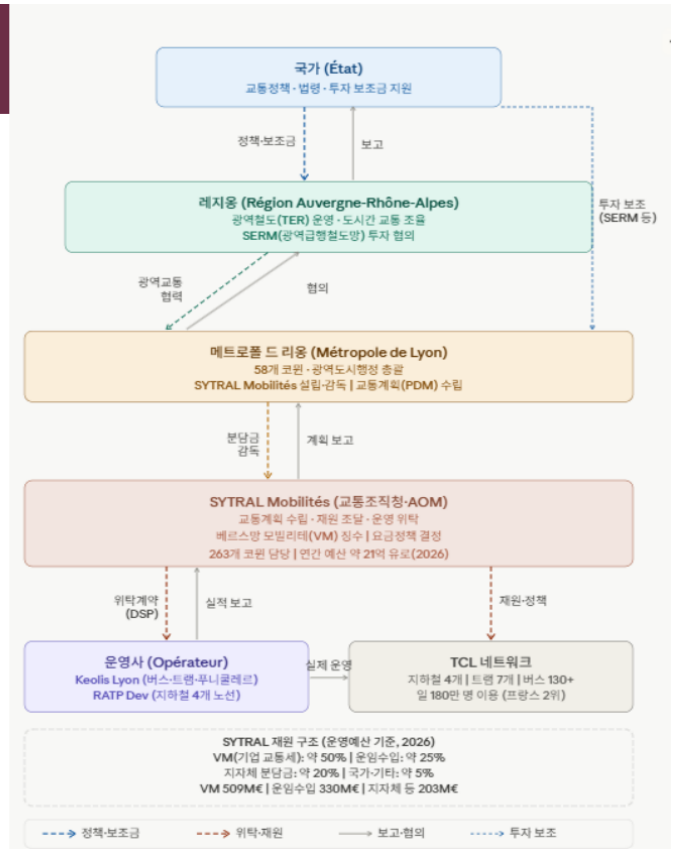 국가 (État)
교통정책 · 법령 · 투자 보조금 지원
정책·보조금
보고
투자 보조
(SERM 등)
레지옹 (Région Auvergne-Rhône-Alpes)
광역철도(TER) 운영 · 도시간 교통 조율
SERM(광역급행철도망) 투자 협의
광역교통
협력
협의
메트로폴 드 리옹 (Métropole de Lyon)
58개 코뮌 · 광역도시행정 총괄
SYTRAL Mobilités 설립·감독 | 교통계획(PDM) 수립
분담금
감독
계획 보고
SYTRAL Mobilités (교통조직청·AOM)
교통계획 수립 · 재원 조달 · 운영 위탁
베르스망 모빌리테(VM) 징수 | 요금정책 결정
263개 코뮌 담당 | 연간 예산 약 21억 유로(2026)
위탁계약
(DSP)
실적 보고
재원·정책
운영사 (Opérateur)
Keolis Lyon (버스·트램·푸니쿨레르)
RATP Dev (지하철 4개 노선)
실제 운영
TCL 네트워크
지하철 4개 | 트램 7개 | 버스 130+
일 180만 명 이용 (프랑스 2위)
SYTRAL 재원 구조 (운영예산 기준, 2026)
VM(기업 교통세): 약 50% | 운임수입: 약 25%
지자체 분담금: 약 20% | 국가·기타: 약 5%
VM 509M€ | 운임수입 330M€ | 지자체 등 203M€
정책·보조금
위탁·재원
보고·협의
투자 보조